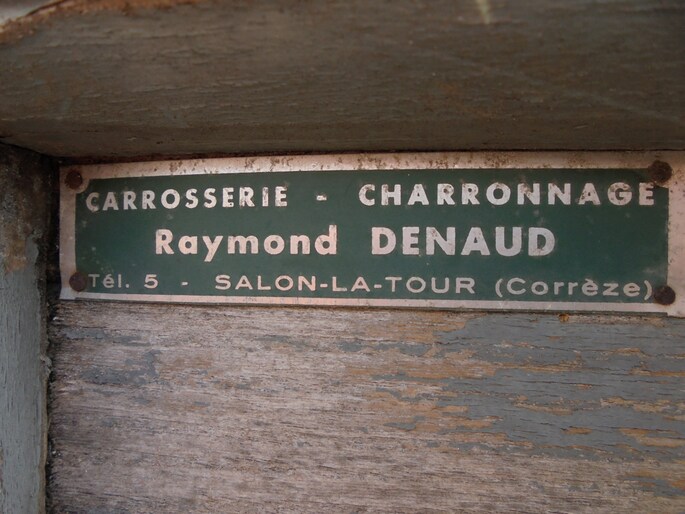 CARROSSERIE - CHARRONNAGE
Raymond DENAUD
Tél. 5 - SALON-LA-TOUR (Corrèze)